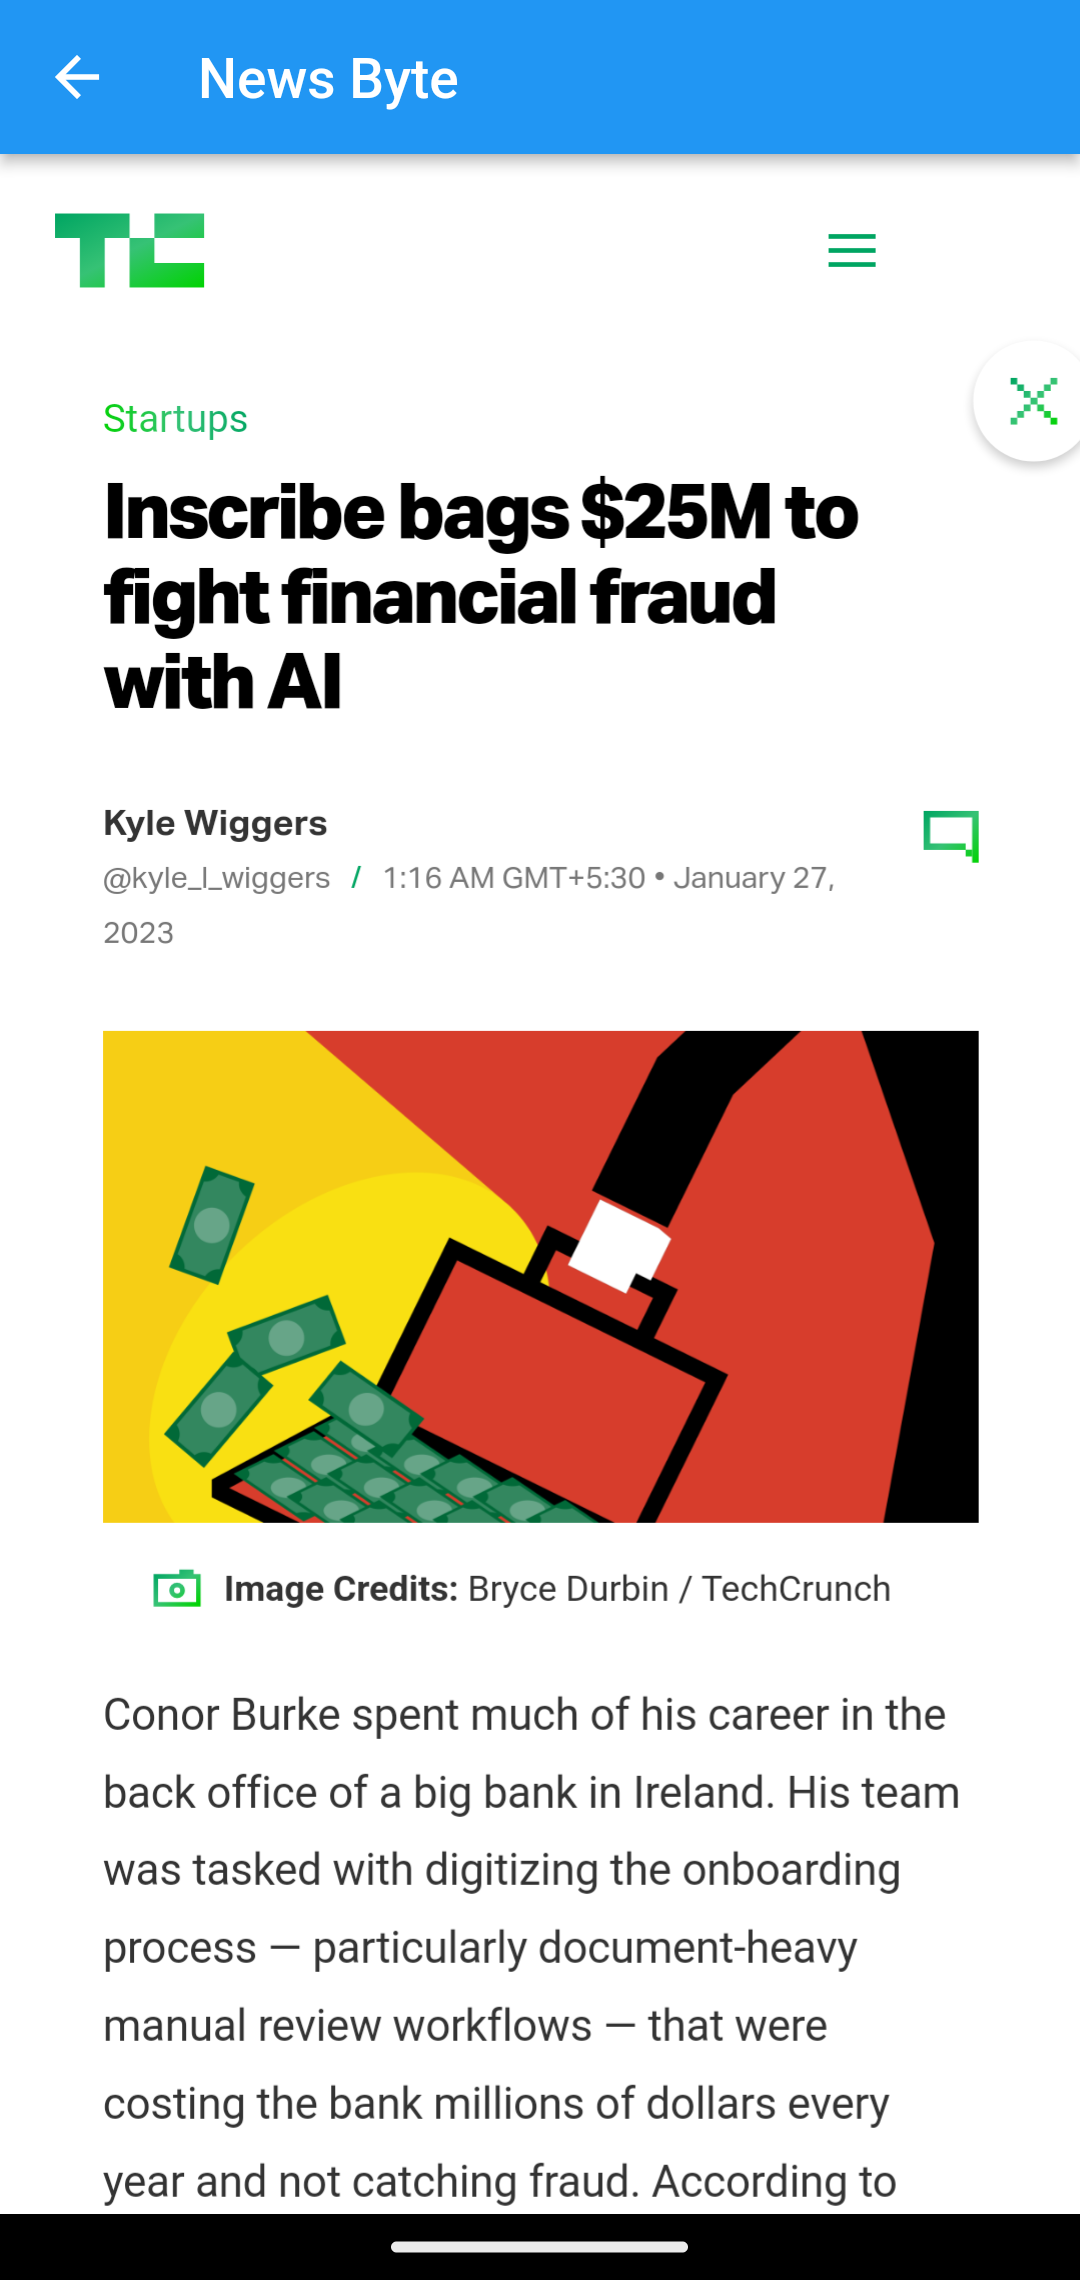 News Byte
TC
Startups
Inscribe bags $25M to
fight financial fraud
with AI
Kyle Wiggers
@kyle_l_wiggers / 1:16 AM GMT+5:30 • January 27,
2023
Image Credits: Bryce Durbin / TechCrunch
Conor Burke spent much of his career in the
back office of a big bank in Ireland. His team
was tasked with digitizing the onboarding
process — particularly document-heavy
manual review workflows — that were
costing the bank millions of dollars every
year and not catching fraud. According to